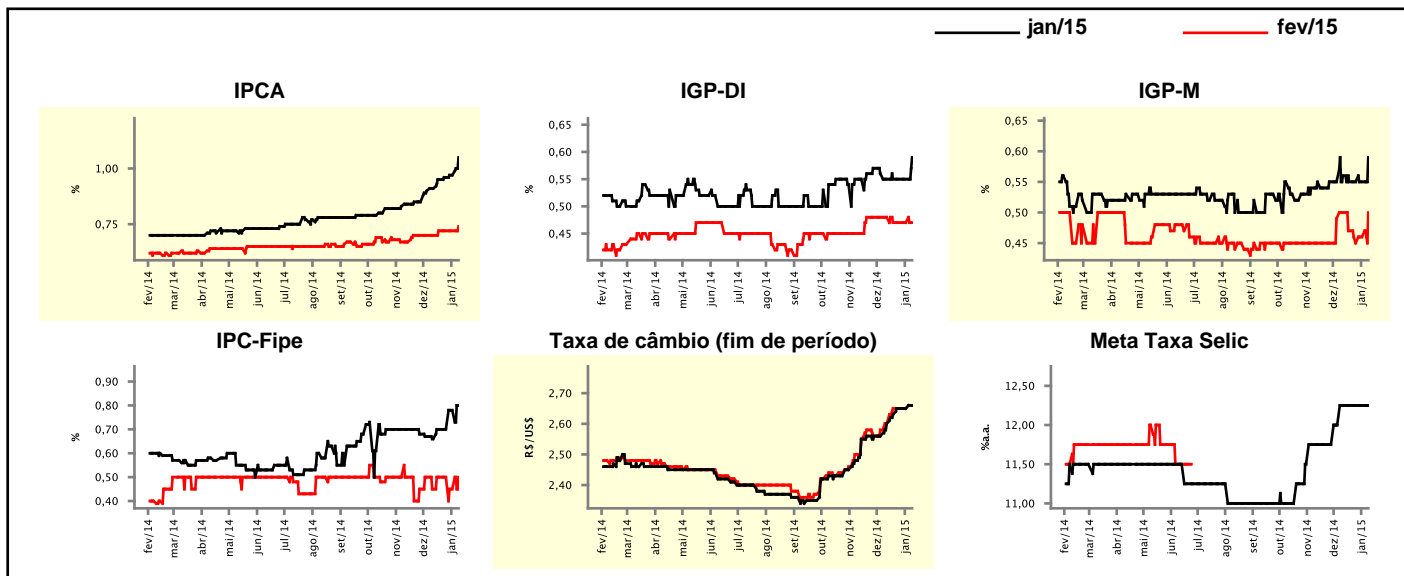 jan/15 fev/15
IPCA IGP-DI IGP-M
%
1,00
0,75
fev/14 mar/14 abr/14 mai/14 jun/14 jul/14 ago/14 set/14 out/14 nov/14 dez/14 jan/15
%
0,65
0,60
0,55
0,50
0,45
fev/14 mar/14 abr/14 mai/14 jun/14 jul/14 ago/14 set/14 out/14 nov/14 dez/14 jan/15
%
0,65
0,60
0,55
0,50
0,45
fev/14 mar/14 abr/14 mai/14 jun/14 jul/14 ago/14 set/14 out/14 nov/14 dez/14 jan/15
IPC-Fipe Taxa de câmbio (fim de período) Meta Taxa Selic
%
0,90
0,80
0,70
0,60
0,50
0,40
fev/14 mar/14 abr/14 mai/14 jun/14 jul/14 ago/14 set/14 out/14 nov/14 dez/14 jan/15
R$/US$
2,70
2,60
2,50
2,40
fev/14 mar/14 abr/14 mai/14 jun/14 jul/14 ago/14 set/14 out/14 nov/14 dez/14 jan/15
%a.a.
12,50
12,00
11,50
11,00
fev/14 mar/14 abr/14 mai/14 jun/14 jul/14 ago/14 set/14 out/14 nov/14 dez/14 jan/15